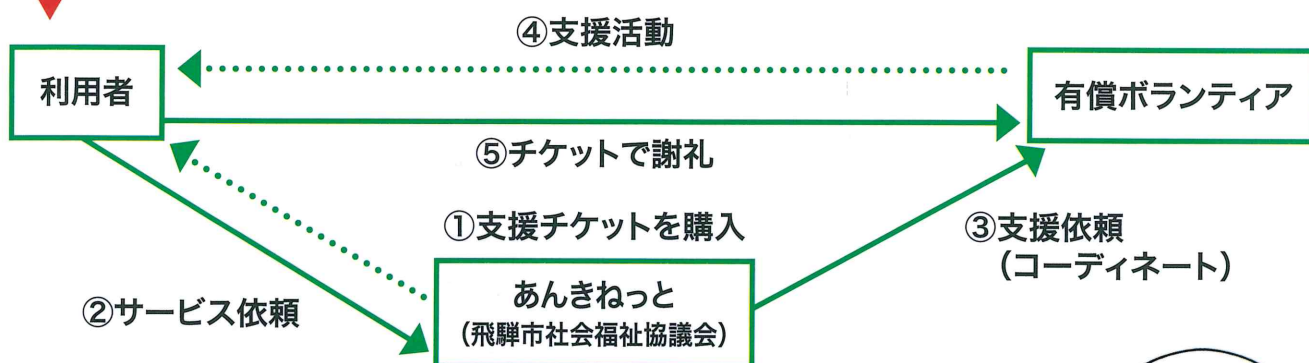 ④支援活動
利用者
有償ボランティア
⑤チケットで謝礼
①支援チケットを購入
③支援依頼
（コーディネート）
②サービス依頼
あんきねっと
（飛騨市社会福祉協議会）